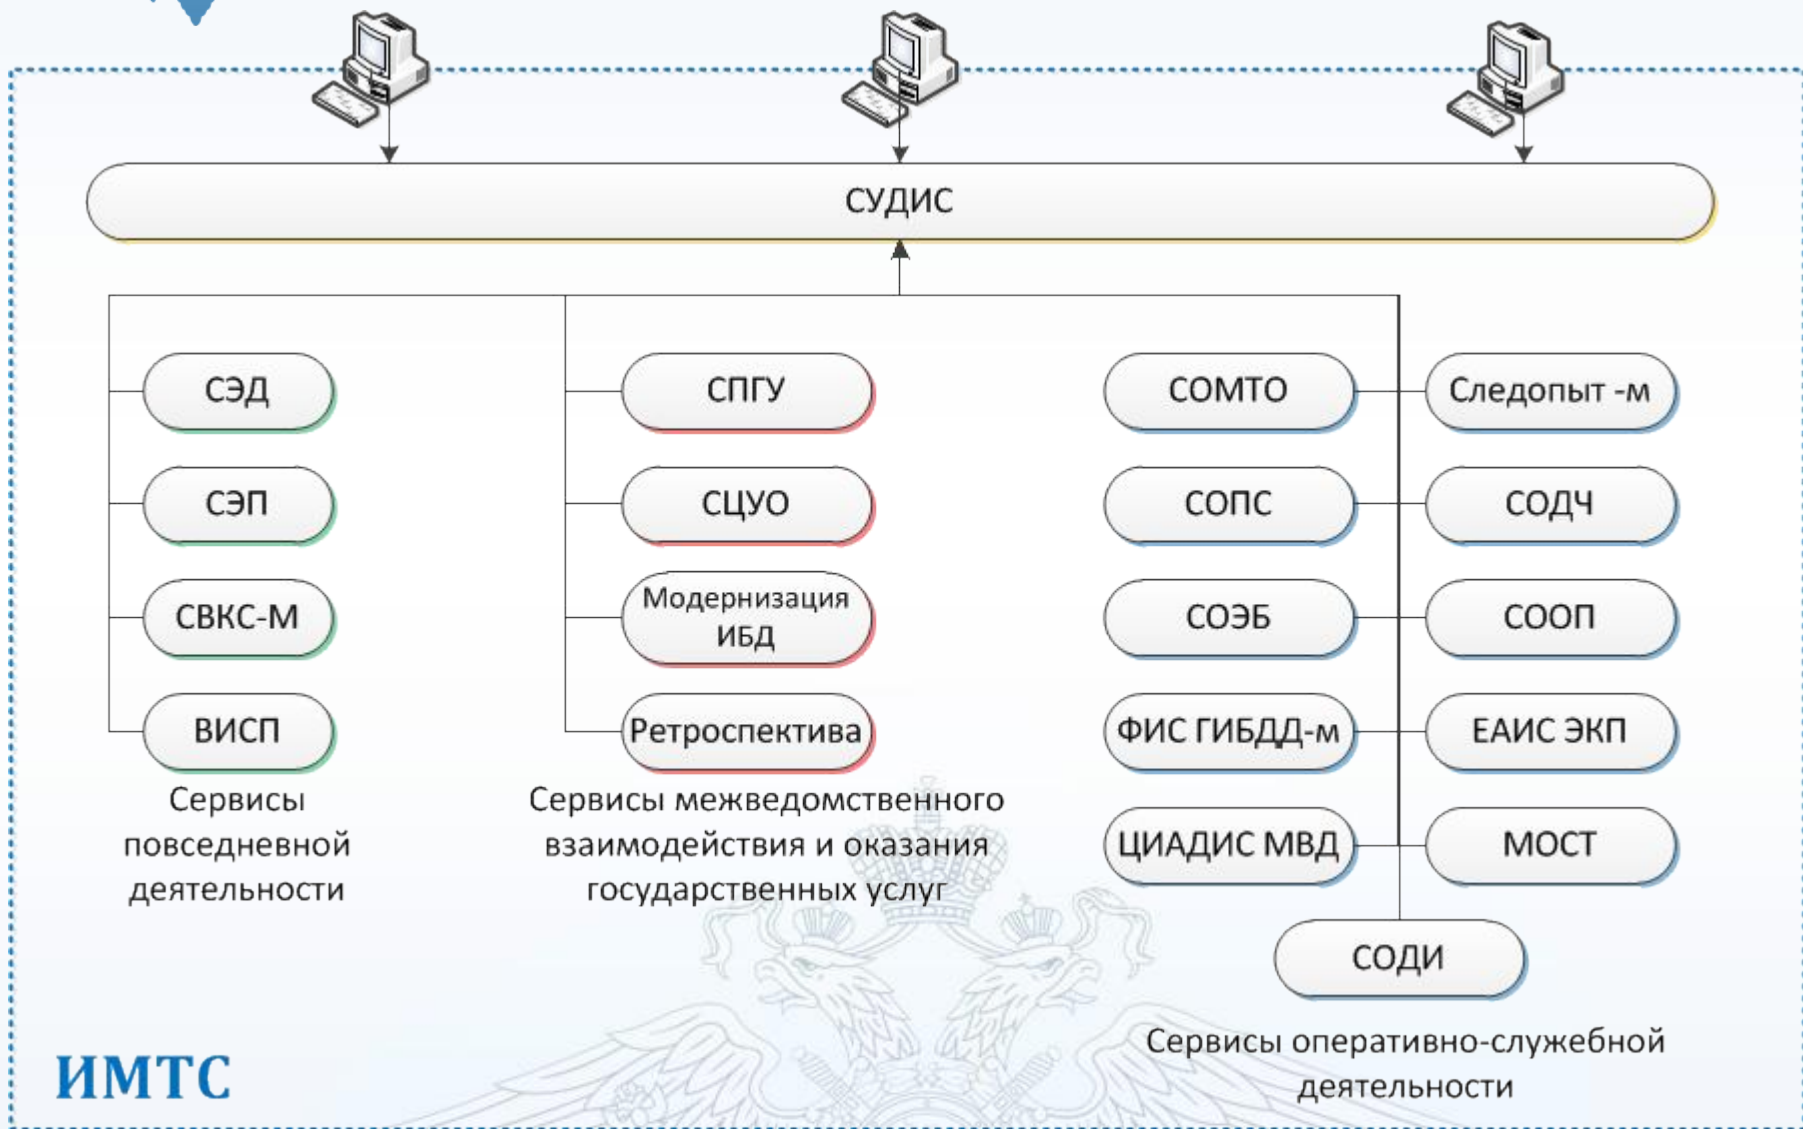 СУДИС
СЭД
СЭП
СВКС-М
ВИСП
Сервисы
повседневной
деятельности
СПГУ
СЦУО
Модернизация
ИБД
Ретроспектива
Сервисы межведомственного
взаимодействия и оказания
государственных услуг
СОМТО
Следопыт -м
СОПС
СОДЧ
СОЭБ
СООП
ФИС ГИБДД-м
ЕАИС ЭКП
ЦИАДИС МВД
МОСТ
СОДИ
Сервисы оперативно-служебной
деятельности
ИМТС